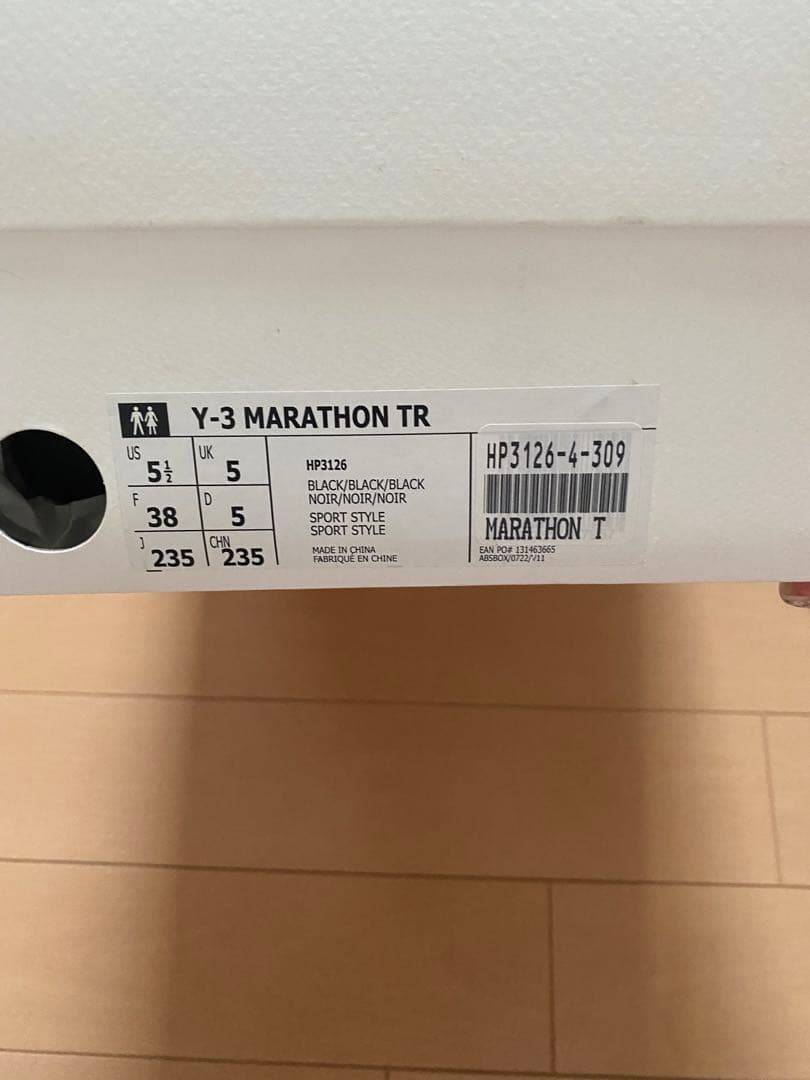 Y-3 MARATHON TR
US 5½ UK 5
F 38 D 5
J 235 CHN 235
HP3126
BLACK/BLACK/BLACK
NOIR/NOIR/NOIR
SPORT STYLE
SPORT STYLE
MADE IN CHINA
FABRIQUÉ EN CHINE
HP3126-4-309
MARATHON T
EAN PO# 131463665